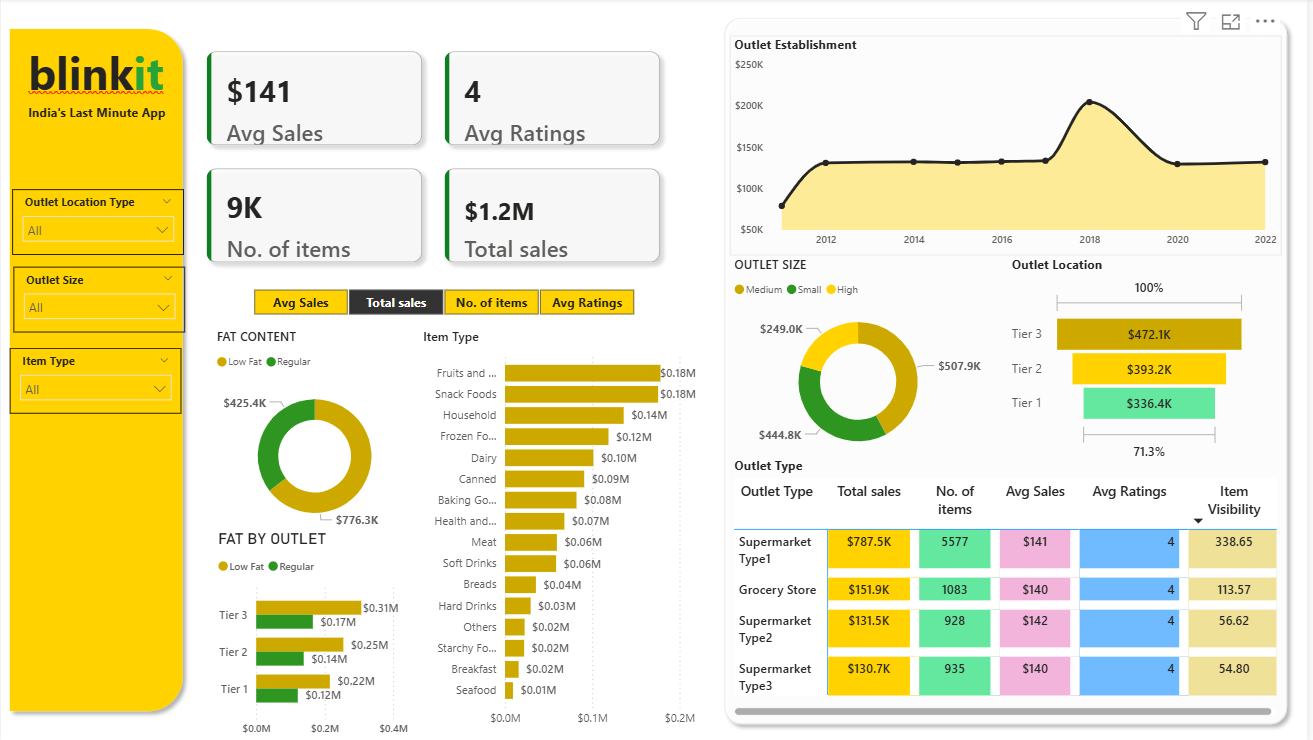 blinkit
India's Last Minute App
Outlet Location Type
All
Outlet Size
All
Item Type
All
$141
Avg Sales
4
Avg Ratings
9K
No. of items
$1.2M
Total sales
Avg Sales Total sales No. of items Avg Ratings
FAT CONTENT
Low Fat Regular
$425.4K
$776.3K
FAT BY OUTLET
Low Fat Regular
Tier 3 $0.31M
$0.17M
Tier 2 $0.25M
$0.14M
Tier 1 $0.22M
$0.12M
$0.0M $0.2M $0.4M
Item Type
Fruits and ... $0.18M
Snack Foods $0.18M
Household $0.14M
Frozen Fo... $0.12M
Dairy $0.10M
Canned $0.09M
Baking Go... $0.08M
Health and... $0.07M
Meat $0.06M
Soft Drinks $0.06M
Breads $0.04M
Hard Drinks $0.03M
Others $0.02M
Starchy Fo... $0.02M
Breakfast $0.02M
Seafood $0.01M
$0.0M $0.1M $0.2M
Outlet Establishment
$250K
$200K
$150K
$100K
$50K
2012 2014 2016 2018 2020 2022
OUTLET SIZE
Medium Small High
$249.0K
$507.9K
$444.8K
Outlet Location
100%
Tier 3 $472.1K
Tier 2 $393.2K
Tier 1 $336.4K
71.3%
Outlet Type
Outlet Type Total sales No. of items Avg Sales Avg Ratings Item Visibility
Supermarket Type1 $787.5K 5577 $141 4 338.65
Grocery Store $151.9K 1083 $140 4 113.57
Supermarket Type2 $131.5K 928 $142 4 56.62
Supermarket Type3 $130.7K 935 $140 4 54.80